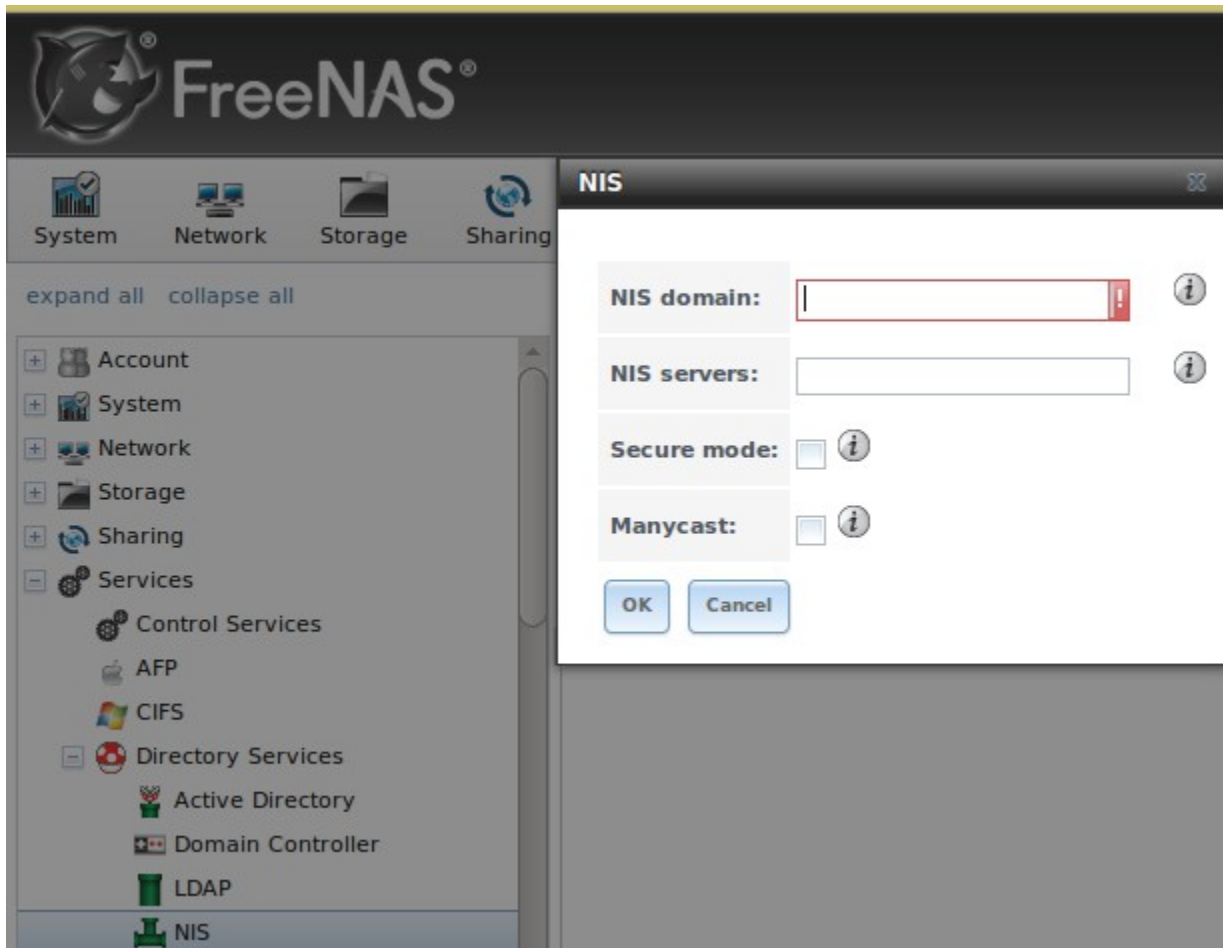 FreeNAS®
System Network Storage Sharing
expand all collapse all
Account
System
Network
Storage
Sharing
Services
Control Services
AFP
CIFS
Directory Services
Active Directory
Domain Controller
LDAP
NIS
NIS
NIS domain:
NIS servers:
Secure mode:
Manycast:
OK Cancel